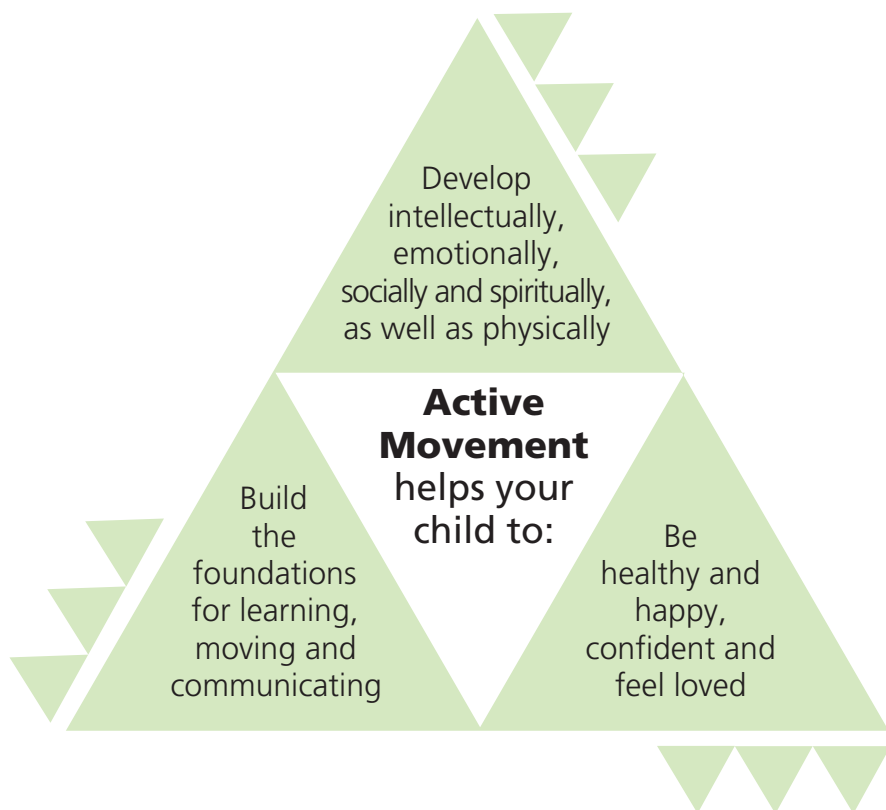 Develop
intellectually,
emotionally,
socially and spiritually,
as well as physically
Active
Movement
helps your
child to:
Build
the
foundations
for learning,
moving and
communicating
Be
healthy and
happy,
confident and
feel loved